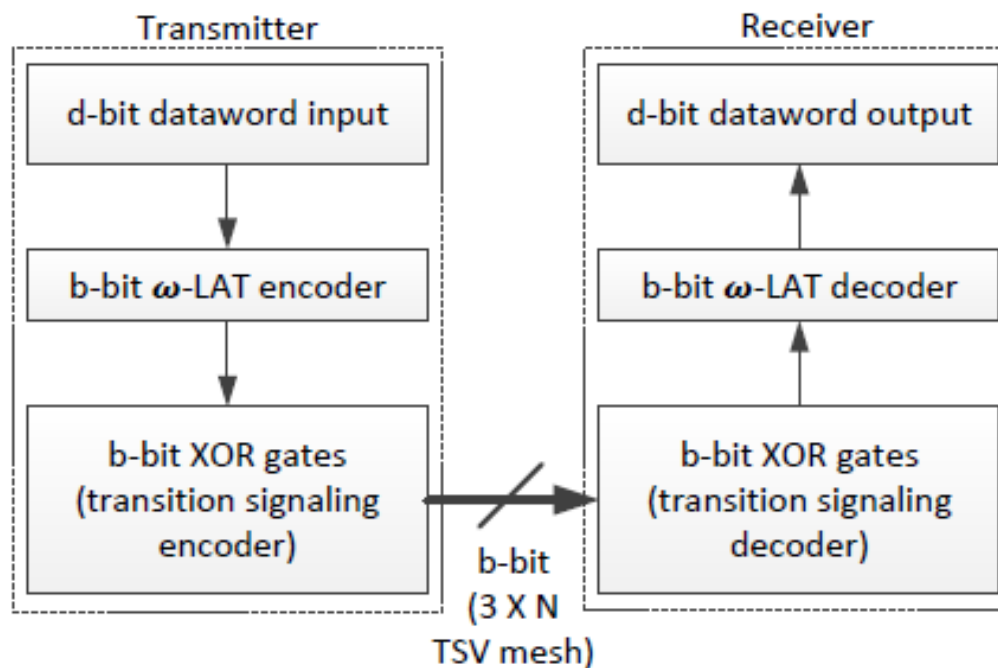 Transmitter
d-bit dataword input
b-bit ω-LAT encoder
b-bit XOR gates
(transition signaling
encoder)
b-bit
(3 X N
TSV mesh)
Receiver
d-bit dataword output
b-bit ω-LAT decoder
b-bit XOR gates
(transition signaling
decoder)